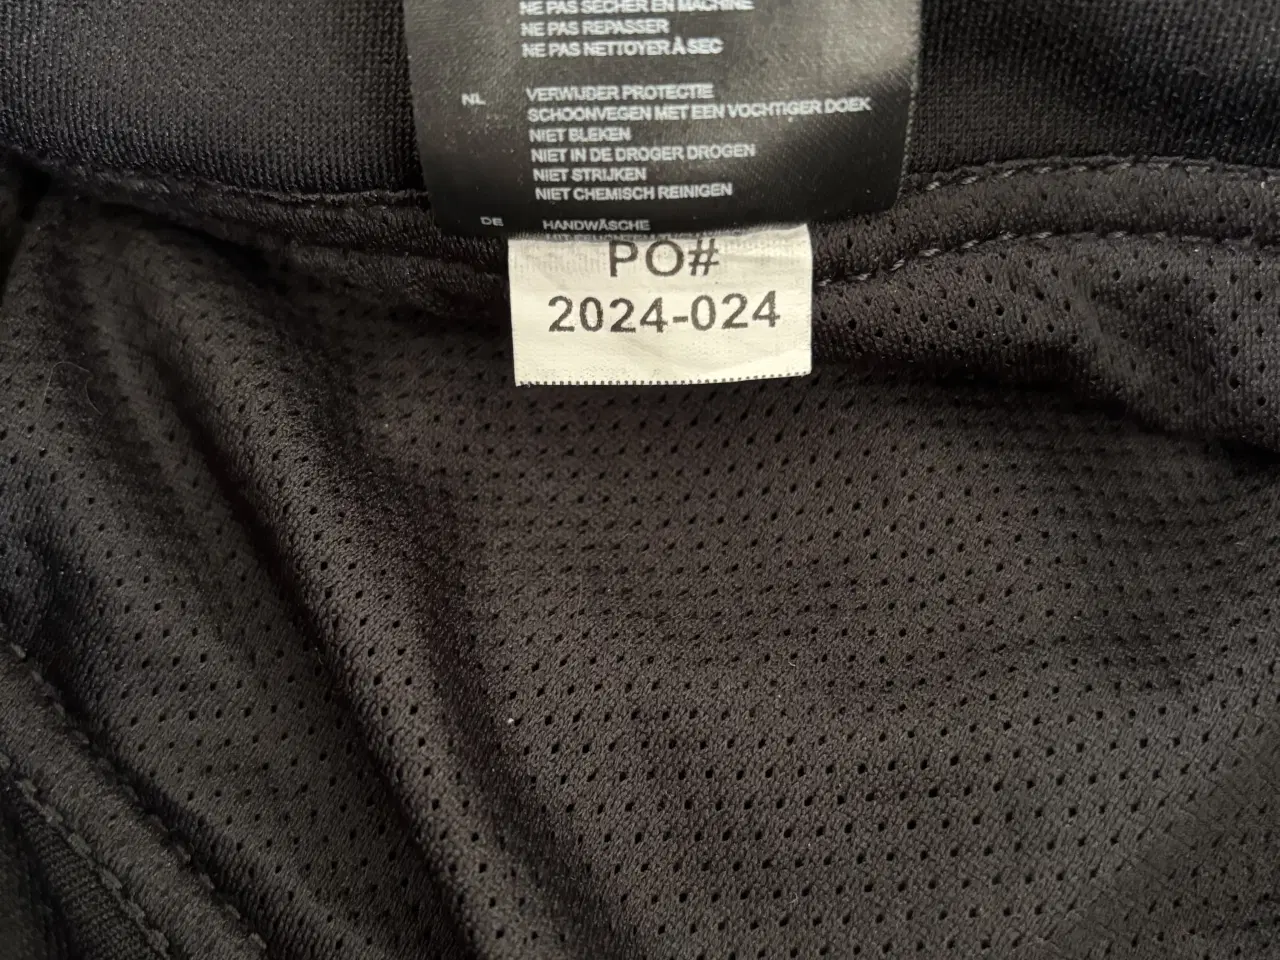 NE PAS SÉCHER EN MACHINE
NE PAS REPASSER
NE PAS NETTOYER À SEC
NL VERWIJDER PROTECTIE
SCHOONVEGEN MET EEN VOCHTIGER DOEK
NIET BLEKEN
NIET IN DE DROGER DROGEN
NIET STRIJKEN
NIET CHEMISCH REINIGEN
DE HANDWÄSCHE
PO#
2024-024